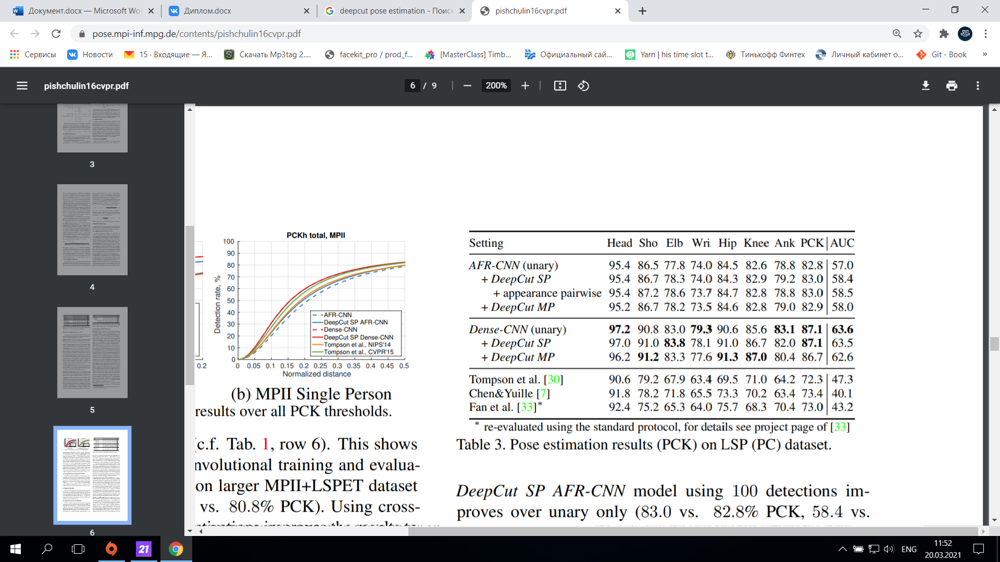 Документ.docx — Microsoft Wor
Диплом.docx
deepcut pose estimation - Поиск
pishchulin16cvpr.pdf
pose.mpi-inf.mpg.de/contents/pishchulin16cvpr.pdf
Сервисы
Новости
15 · Входящие — Я...
Скачать Mp3tag 2....
facekit_pro / prod_f...
[MasterClass] Timb...
Официальный сай...
Yarn | his time slot t...
Тинькофф Финтех
Личный кабинет о...
Git - Book
»
pishchulin16cvpr.pdf
6 / 9
200%
3
4
5
6
PCKh total, MPII
Detection rate, %
100
90
80
70
60
50
40
30
20
10
0
AFR-CNN
DeepCut SP AFR-CNN
Dense-CNN
DeepCut SP Dense-CNN
Tompson et al., NIPS'14
Tompson et al., CVPR'15
0.2
0 0.05 0.1 0.15 0.2 0.25 0.3 0.35 0.4 0.45 0.5
Normalized distance
(b) MPII Single Person
results over all PCK thresholds.
(c.f. Tab. 1, row 6). This shows
nvolutional training and evalua-
on larger MPII+LSPET dataset
vs. 80.8% PCK). Using cross-
Setting Head Sho Elb Wri Hip Knee Ank PCK AUC
AFR-CNN (unary) 95.4 86.5 77.8 74.0 84.5 82.6 78.8 82.8 57.0
+ DeepCut SP 95.4 86.7 78.3 74.0 84.3 82.9 79.2 83.0 58.4
+ appearance pairwise 95.4 87.2 78.6 73.7 84.7 82.8 78.8 83.0 58.5
+ DeepCut MP 95.2 86.7 78.2 73.5 84.6 82.8 79.0 82.9 58.0
Dense-CNN (unary) 97.2 90.8 83.0 79.3 90.6 85.6 83.1 87.1 63.6
+ DeepCut SP 97.0 91.0 83.8 78.1 91.0 86.7 82.0 87.1 63.5
+ DeepCut MP 96.2 91.2 83.3 77.6 91.3 87.0 80.4 86.7 62.6
Tompson et al. [30] 90.6 79.2 67.9 63.4 69.5 71.0 64.2 72.3 47.3
Chen&Yuille [7] 91.8 78.2 71.8 65.5 73.3 70.2 63.4 73.4 40.1
Fan et al. [33]* 92.4 75.2 65.3 64.0 75.7 68.3 70.4 73.0 43.2
* re-evaluated using the standard protocol, for details see project page of [33]
Table 3. Pose estimation results (PCK) on LSP (PC) dataset.
DeepCut SP AFR-CNN model using 100 detections im-
proves over unary only (83.0 vs. 82.8% PCK, 58.4 vs.
21
ENG
11:52
20.03.2021